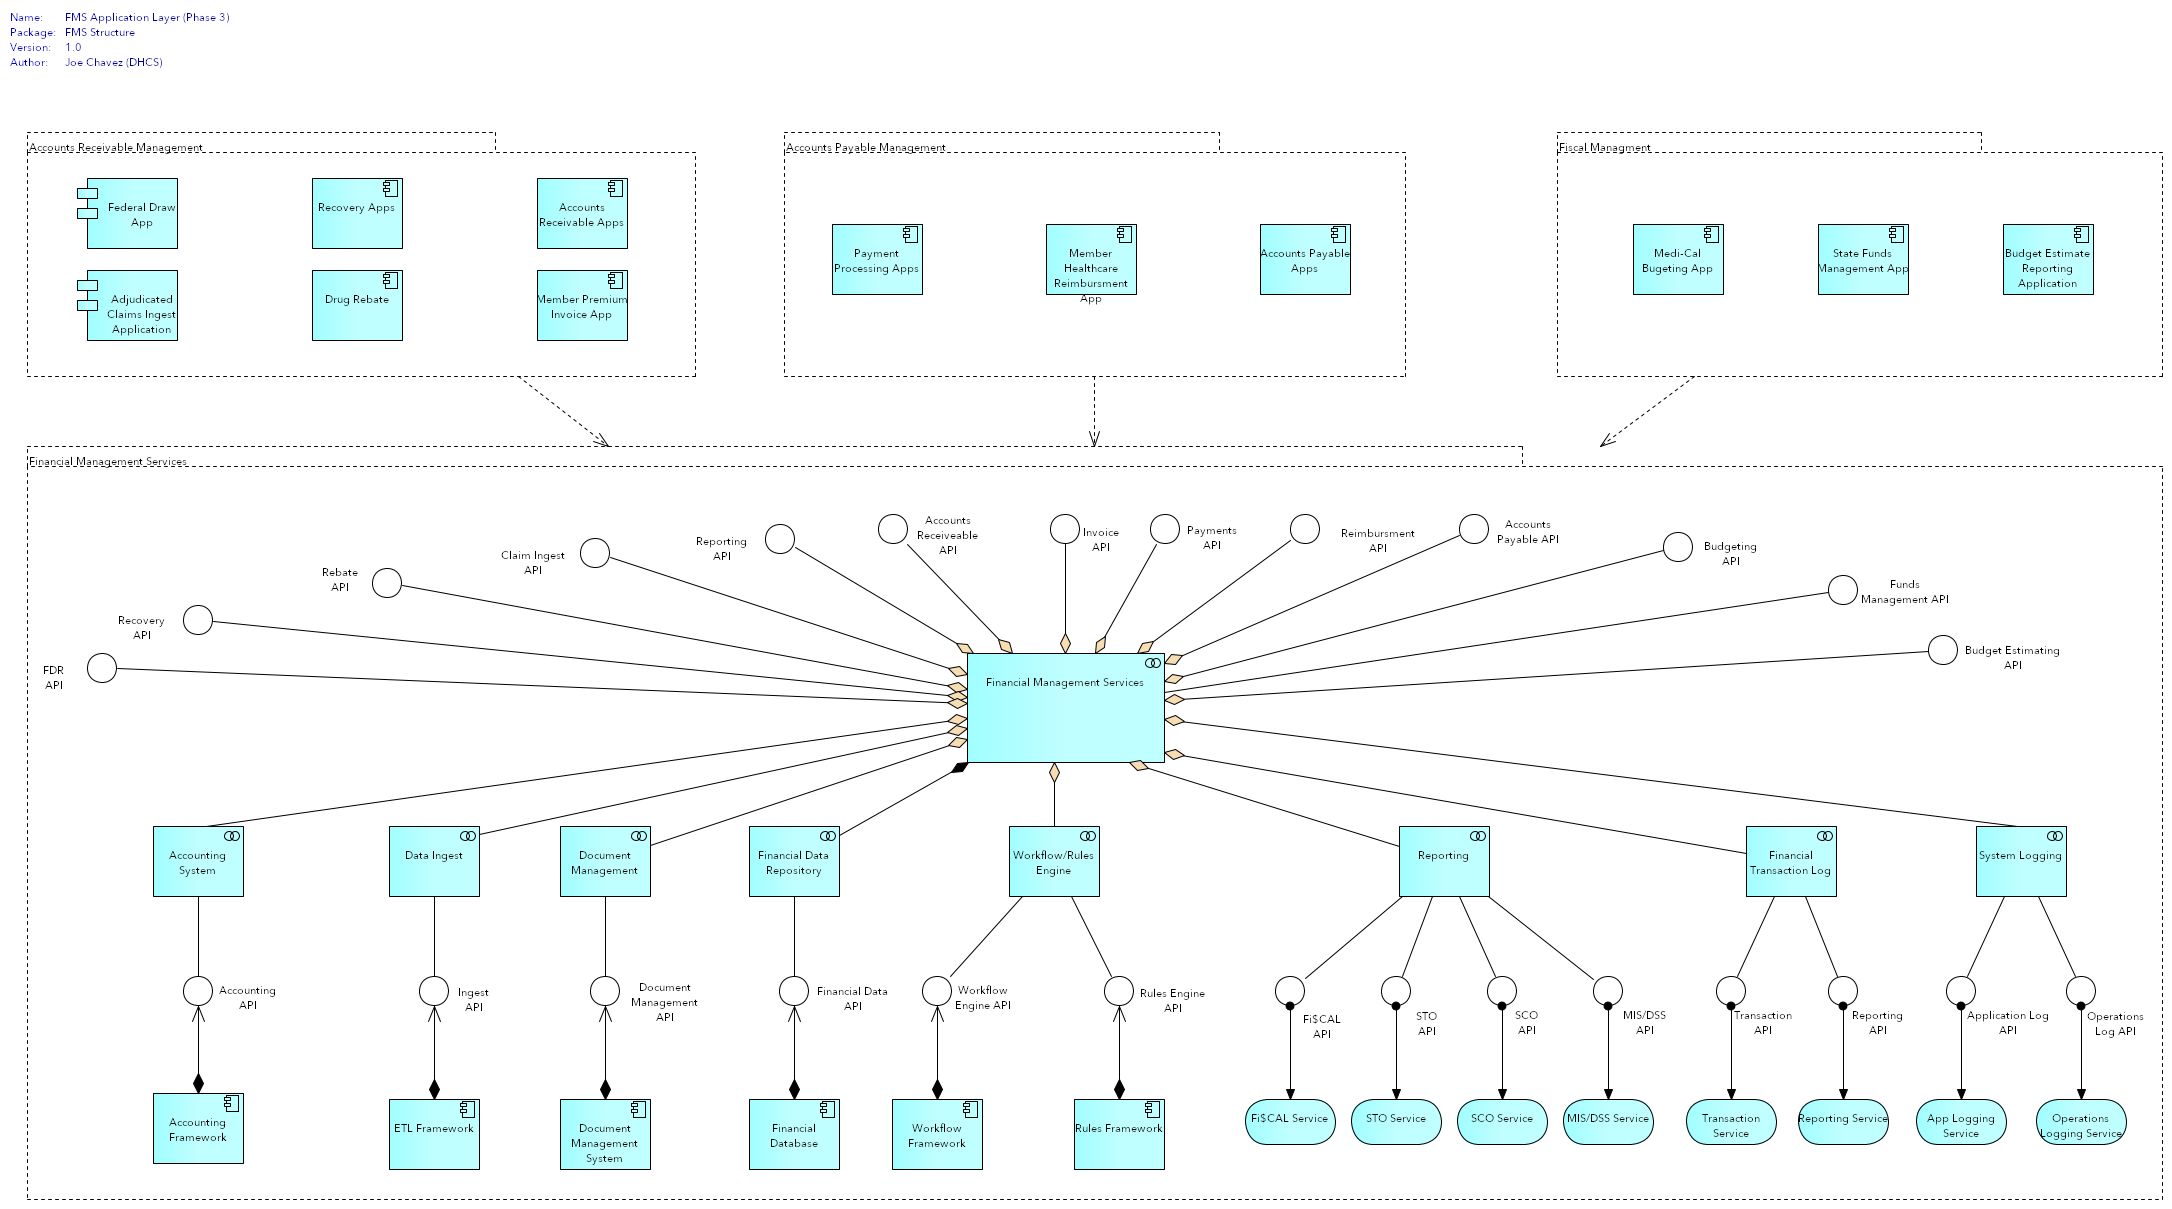 Name: FMS Application Layer (Phase 3)
Package: FMS Structure
Version: 1.0
Author: Joe Chavez (DHCS)
Accounts Receivable Management
Federal Draw
App
Recovery Apps
Accounts
Receivable Apps
Adjudicated
Claims Ingest
Application
Drug Rebate
Member Premium
Invoice App
Accounts Payable Management
Payment
Processing Apps
Member
Healthcare
Reimbursment
App
Accounts Payable
Apps
Fiscal Managment
Medi-Cal
Bugeting App
State Funds
Management App
Budget Estimate
Reporting
Application
Financial Management Services
FDR
API
Recovery
API
Rebate
API
Claim Ingest
API
Reporting
API
Accounts
Receiveable
API
Invoice
API
Payments
API
Reimbursment
API
Accounts
Payable API
Budgeting
API
Funds
Management API
Budget Estimating
API
Financial Management Services
Accounting
System
Data Ingest
Document
Management
Financial Data
Repository
Workflow/Rules
Engine
Reporting
Financial
Transaction Log
System Logging
Accounting
API
Ingest
API
Document
Management
API
Financial Data
API
Workflow
Engine API
Rules Engine
API
Fi$CAL
API
STO
API
SCO
API
MIS/DSS
API
Transaction
API
Reporting
API
Application Log
API
Operations
Log API
Accounting
Framework
ETL Framework
Document
Management
System
Financial
Database
Workflow
Framework
Rules Framework
Fi$CAL Service
STO Service
SCO Service
MIS/DSS Service
Transaction
Service
Reporting Service
App Logging
Service
Operations
Logging Service